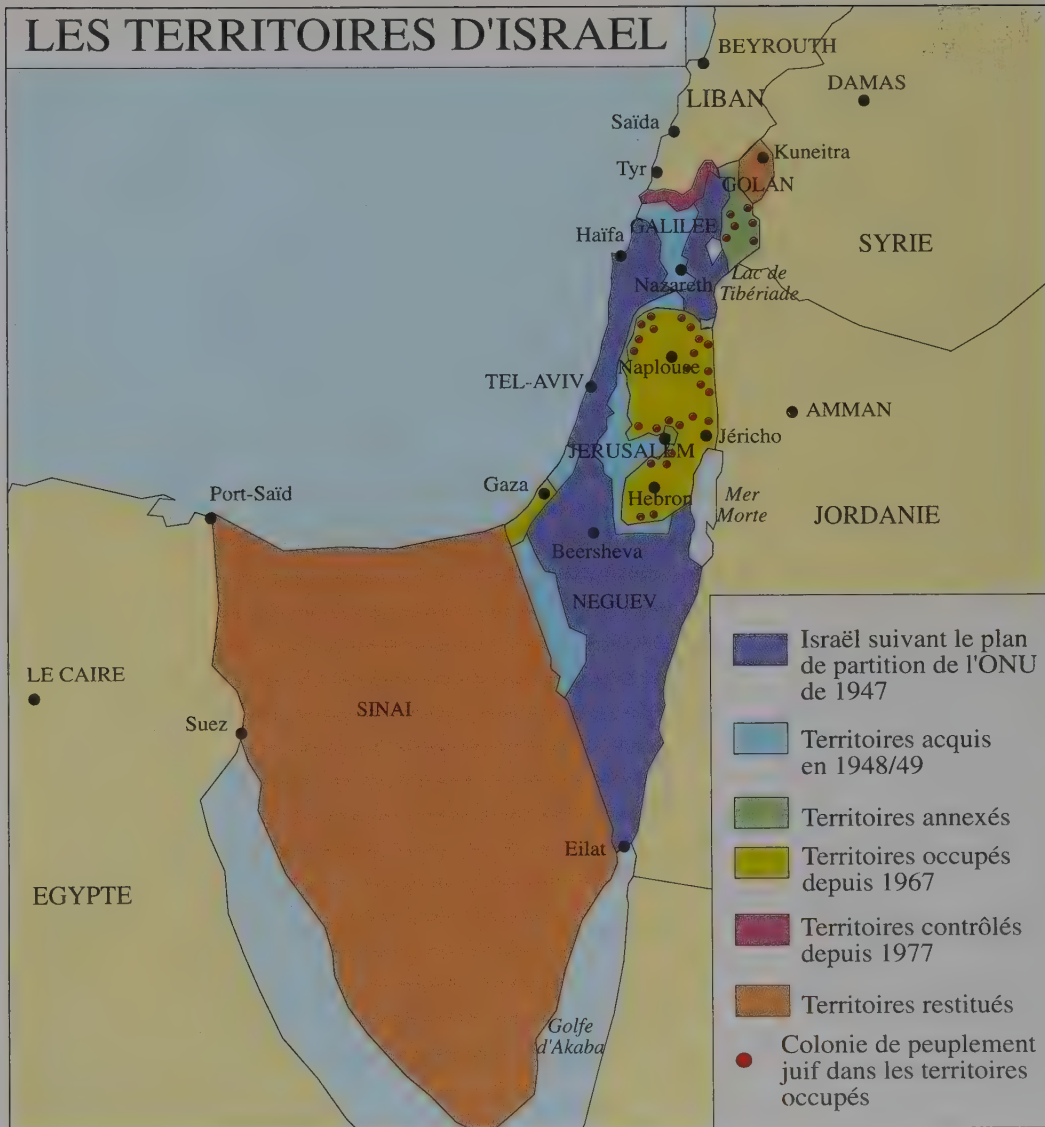 LES TERRITOIRES D'ISRAEL
BEYROUTH
DAMAS
LIBAN
Saïda
Kuneitra
Tyr
GOLAN
GALILEE
SYRIE
Haïfa
Nazareth
Lac de
Tibériade
Naplouse
TEL-AVIV
AMMAN
Jéricho
JERUSALEM
Gaza
Hebron
Mer
Morte
Port-Saïd
JORDANIE
Beersheva
NEGUEV
LE CAIRE
SINAI
Suez
Eilat
EGYPTE
Golfe
d'Akaba
Israël suivant le plan
de partition de l'ONU
de 1947
Territoires acquis
en 1948/49
Territoires annexés
Territoires occupés
depuis 1967
Territoires contrôlés
depuis 1977
Territoires restitués
Colonie de peuplement
juif dans les territoires
occupés